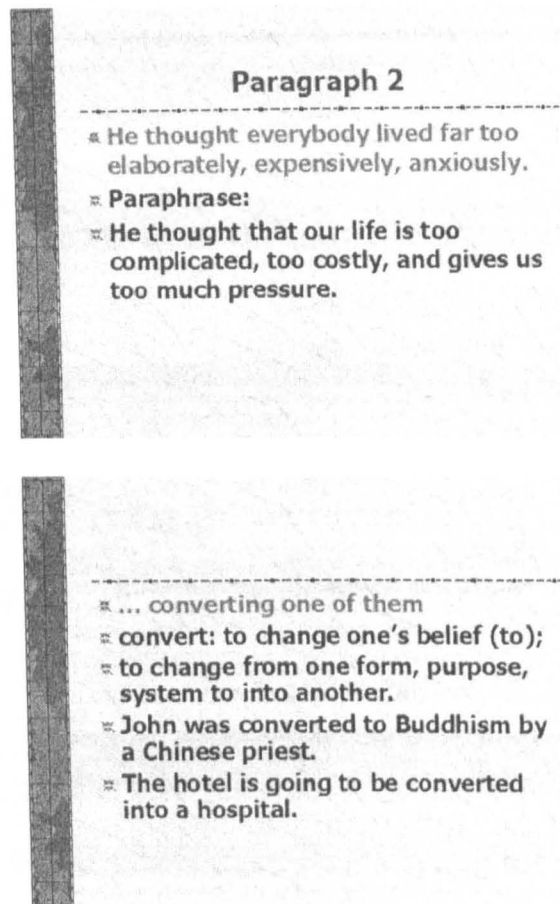 Paragraph 2
He thought everybody lived far too
elaborately, expensively, anxiously.
Paraphrase:
He thought that our life is too
complicated, too costly, and gives us
too much pressure.
... converting one of them
convert: to change one's belief (to);
to change from one form, purpose,
system to into another.
John was converted to Buddhism by
a Chinese priest.
The hotel is going to be converted
into a hospital.